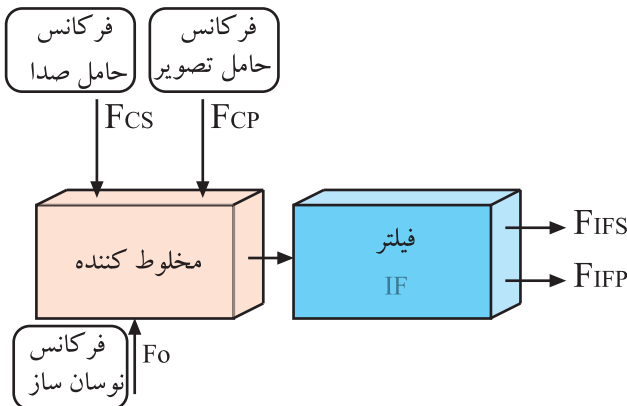 فرکانس
حامل صدا
فرکانس
حامل تصویر
FCS
FCP
مخلوط کننده
فیلتر
IF
FIFS
FIFP
فرکانس
نوسان ساز
Fo